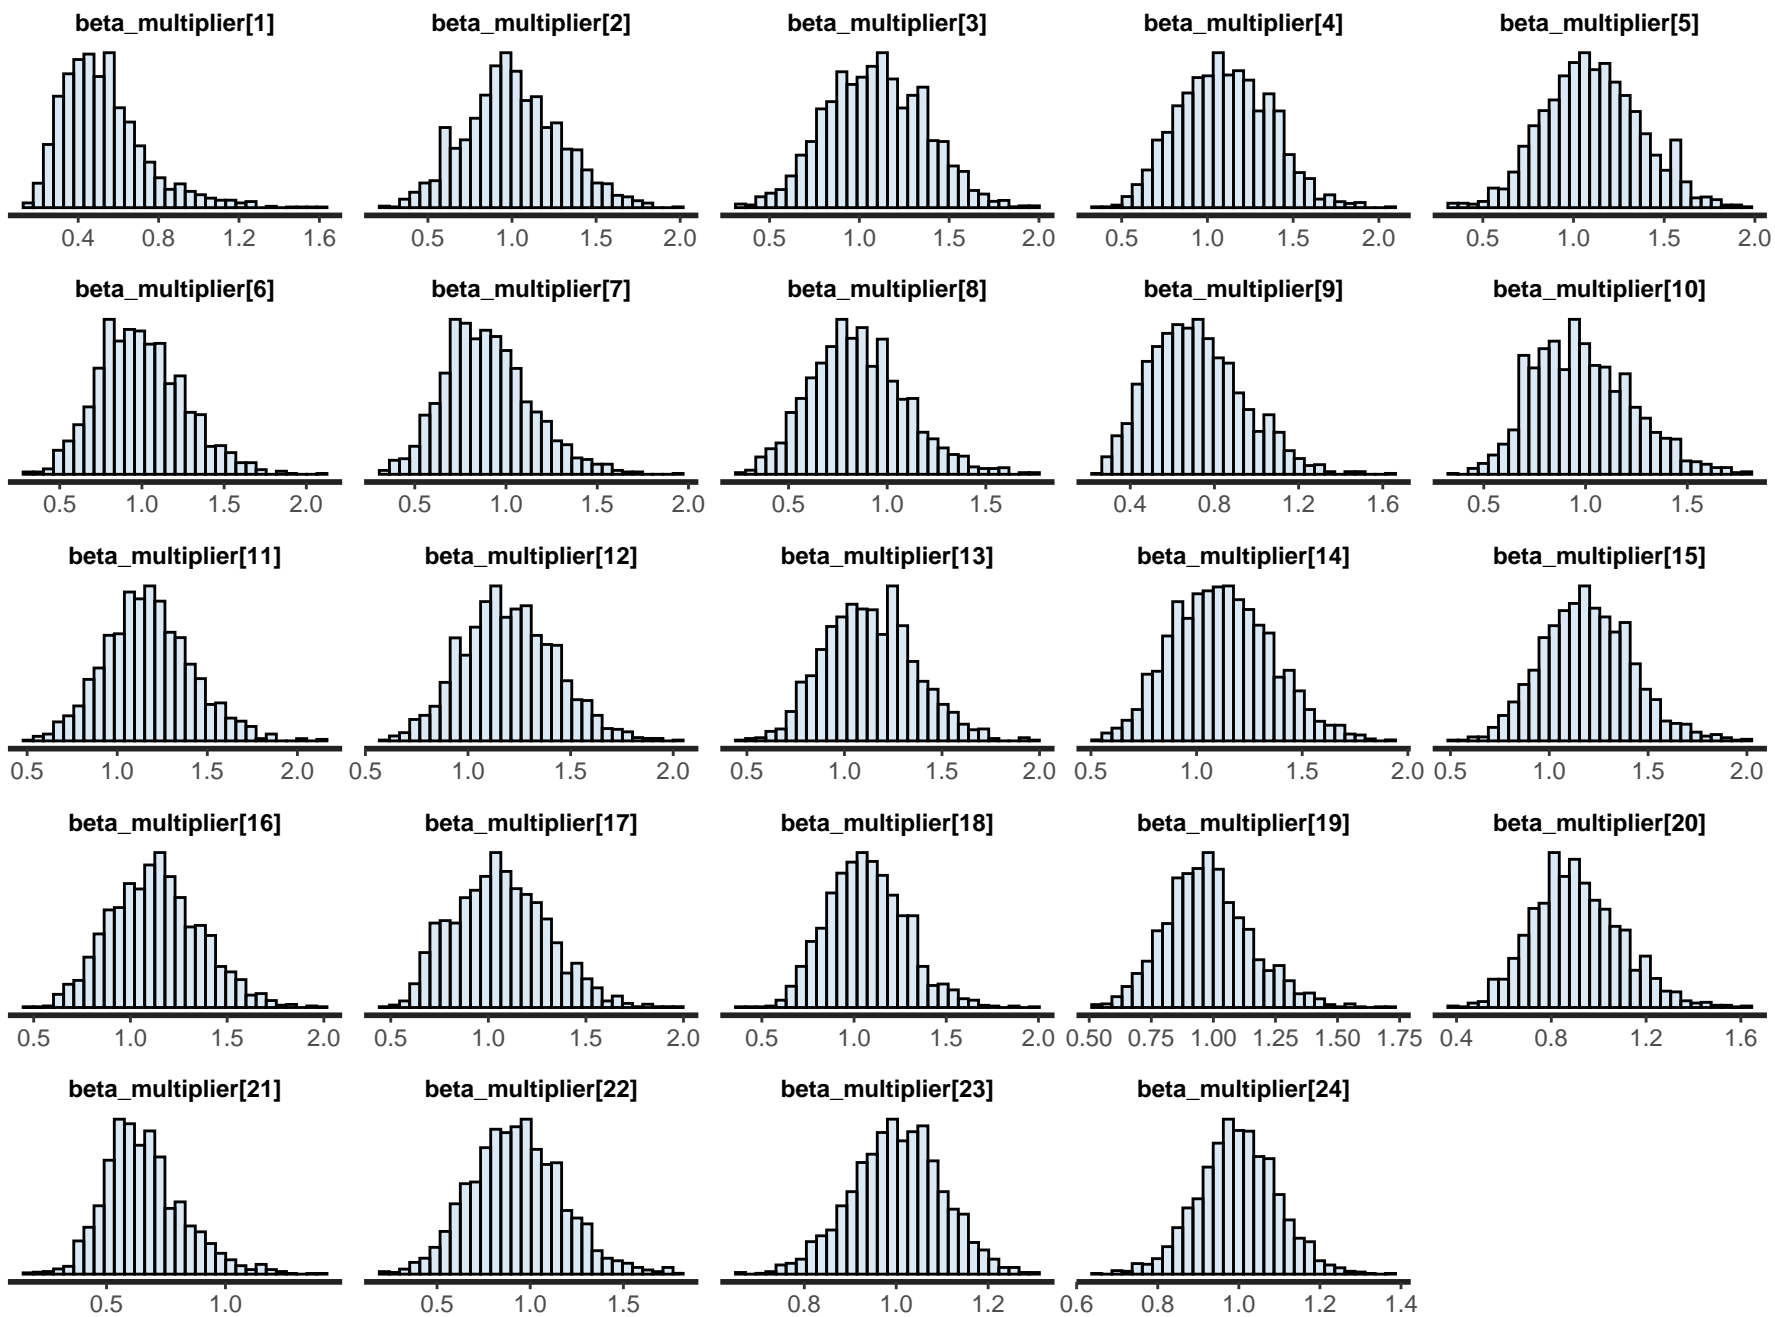 beta_multiplier[1] beta_multiplier[2] beta_multiplier[3] beta_multiplier[4] beta_multiplier[5]
0.4 0.8 1.2 1.6 0.5 1.0 1.5 2.0 0.5 1.0 1.5 2.0 0.5 1.0 1.5 2.0 0.5 1.0 1.5 2.0
beta_multiplier[6] beta_multiplier[7] beta_multiplier[8] beta_multiplier[9] beta_multiplier[10]
0.5 1.0 1.5 2.0 0.5 1.0 1.5 2.0 0.5 1.0 1.5 0.4 0.8 1.2 1.6 0.5 1.0 1.5
beta_multiplier[11] beta_multiplier[12] beta_multiplier[13] beta_multiplier[14] beta_multiplier[15]
0.5 1.0 1.5 2.0 0.5 1.0 1.5 2.0 0.5 1.0 1.5 2.0 0.5 1.0 1.5 2.0 0.5 1.0 1.5 2.0
beta_multiplier[16] beta_multiplier[17] beta_multiplier[18] beta_multiplier[19] beta_multiplier[20]
0.5 1.0 1.5 2.0 0.5 1.0 1.5 2.0 0.5 1.0 1.5 2.0 0.50 0.75 1.00 1.25 1.50 1.75 0.4 0.8 1.2 1.6
beta_multiplier[21] beta_multiplier[22] beta_multiplier[23] beta_multiplier[24]
0.5 1.0 0.5 1.0 1.5 0.8 1.0 1.2 0.6 0.8 1.0 1.2 1.4